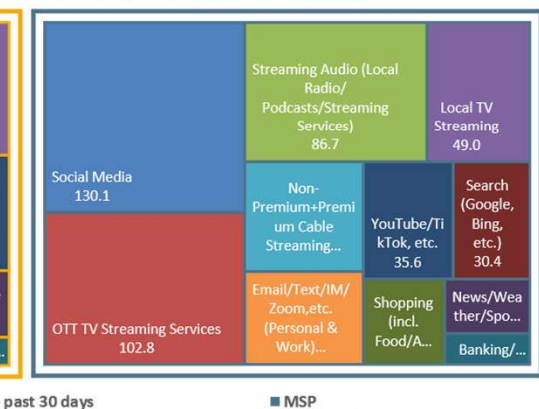 Social Media
130.1
OTT TV Streaming Services
102.8
Streaming Audio (Local
Radio/
Podcasts/Streaming
Services)
86.7
Local TV
Streaming
49.0
Non-
Premium+Premi
um Cable
Streaming...
YouTube/Ti
kTok, etc.
35.6
Search
(Google,
Bing,
etc.)
30.4
Email/Text/IM/
Zoom,etc.
(Personal &
Work)...
Shopping
(incl.
Food/A...
News/Wea
ther/Spo...
Banking/...
past 30 days
MSP